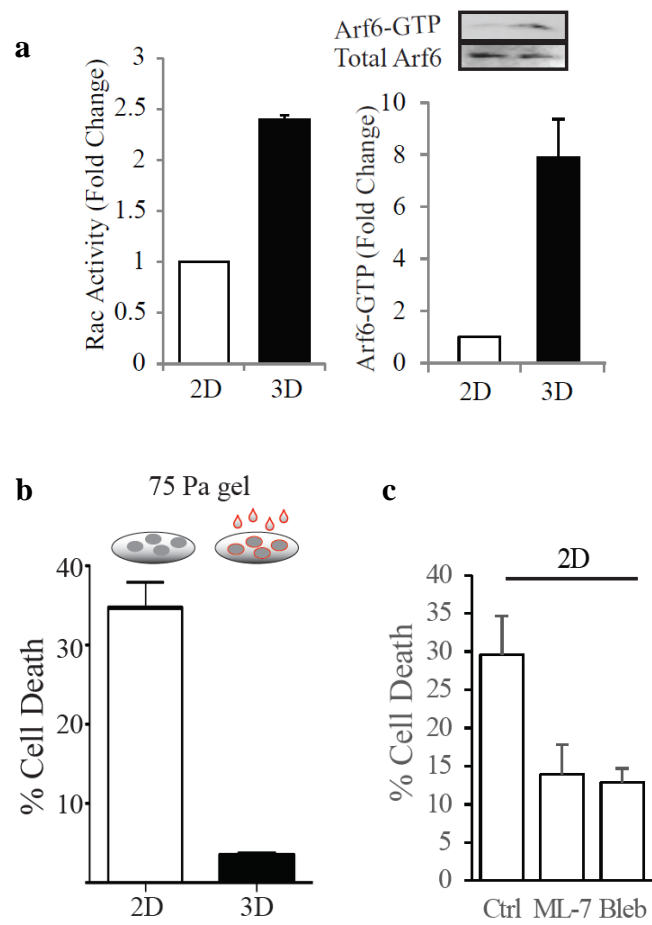 a
Rac Activity (Fold Change)
3
2.5
2
1.5
1
0.5
0
2D 3D
Arf6-GTP
Total Arf6
Arf6-GTP (Fold Change)
10
8
6
4
2
0
2D 3D
b
75 Pa gel
% Cell Death
40
30
20
10
2D 3D
c
2D
% Cell Death
40
35
30
25
20
15
10
5
0
Ctrl ML-7 Bleb